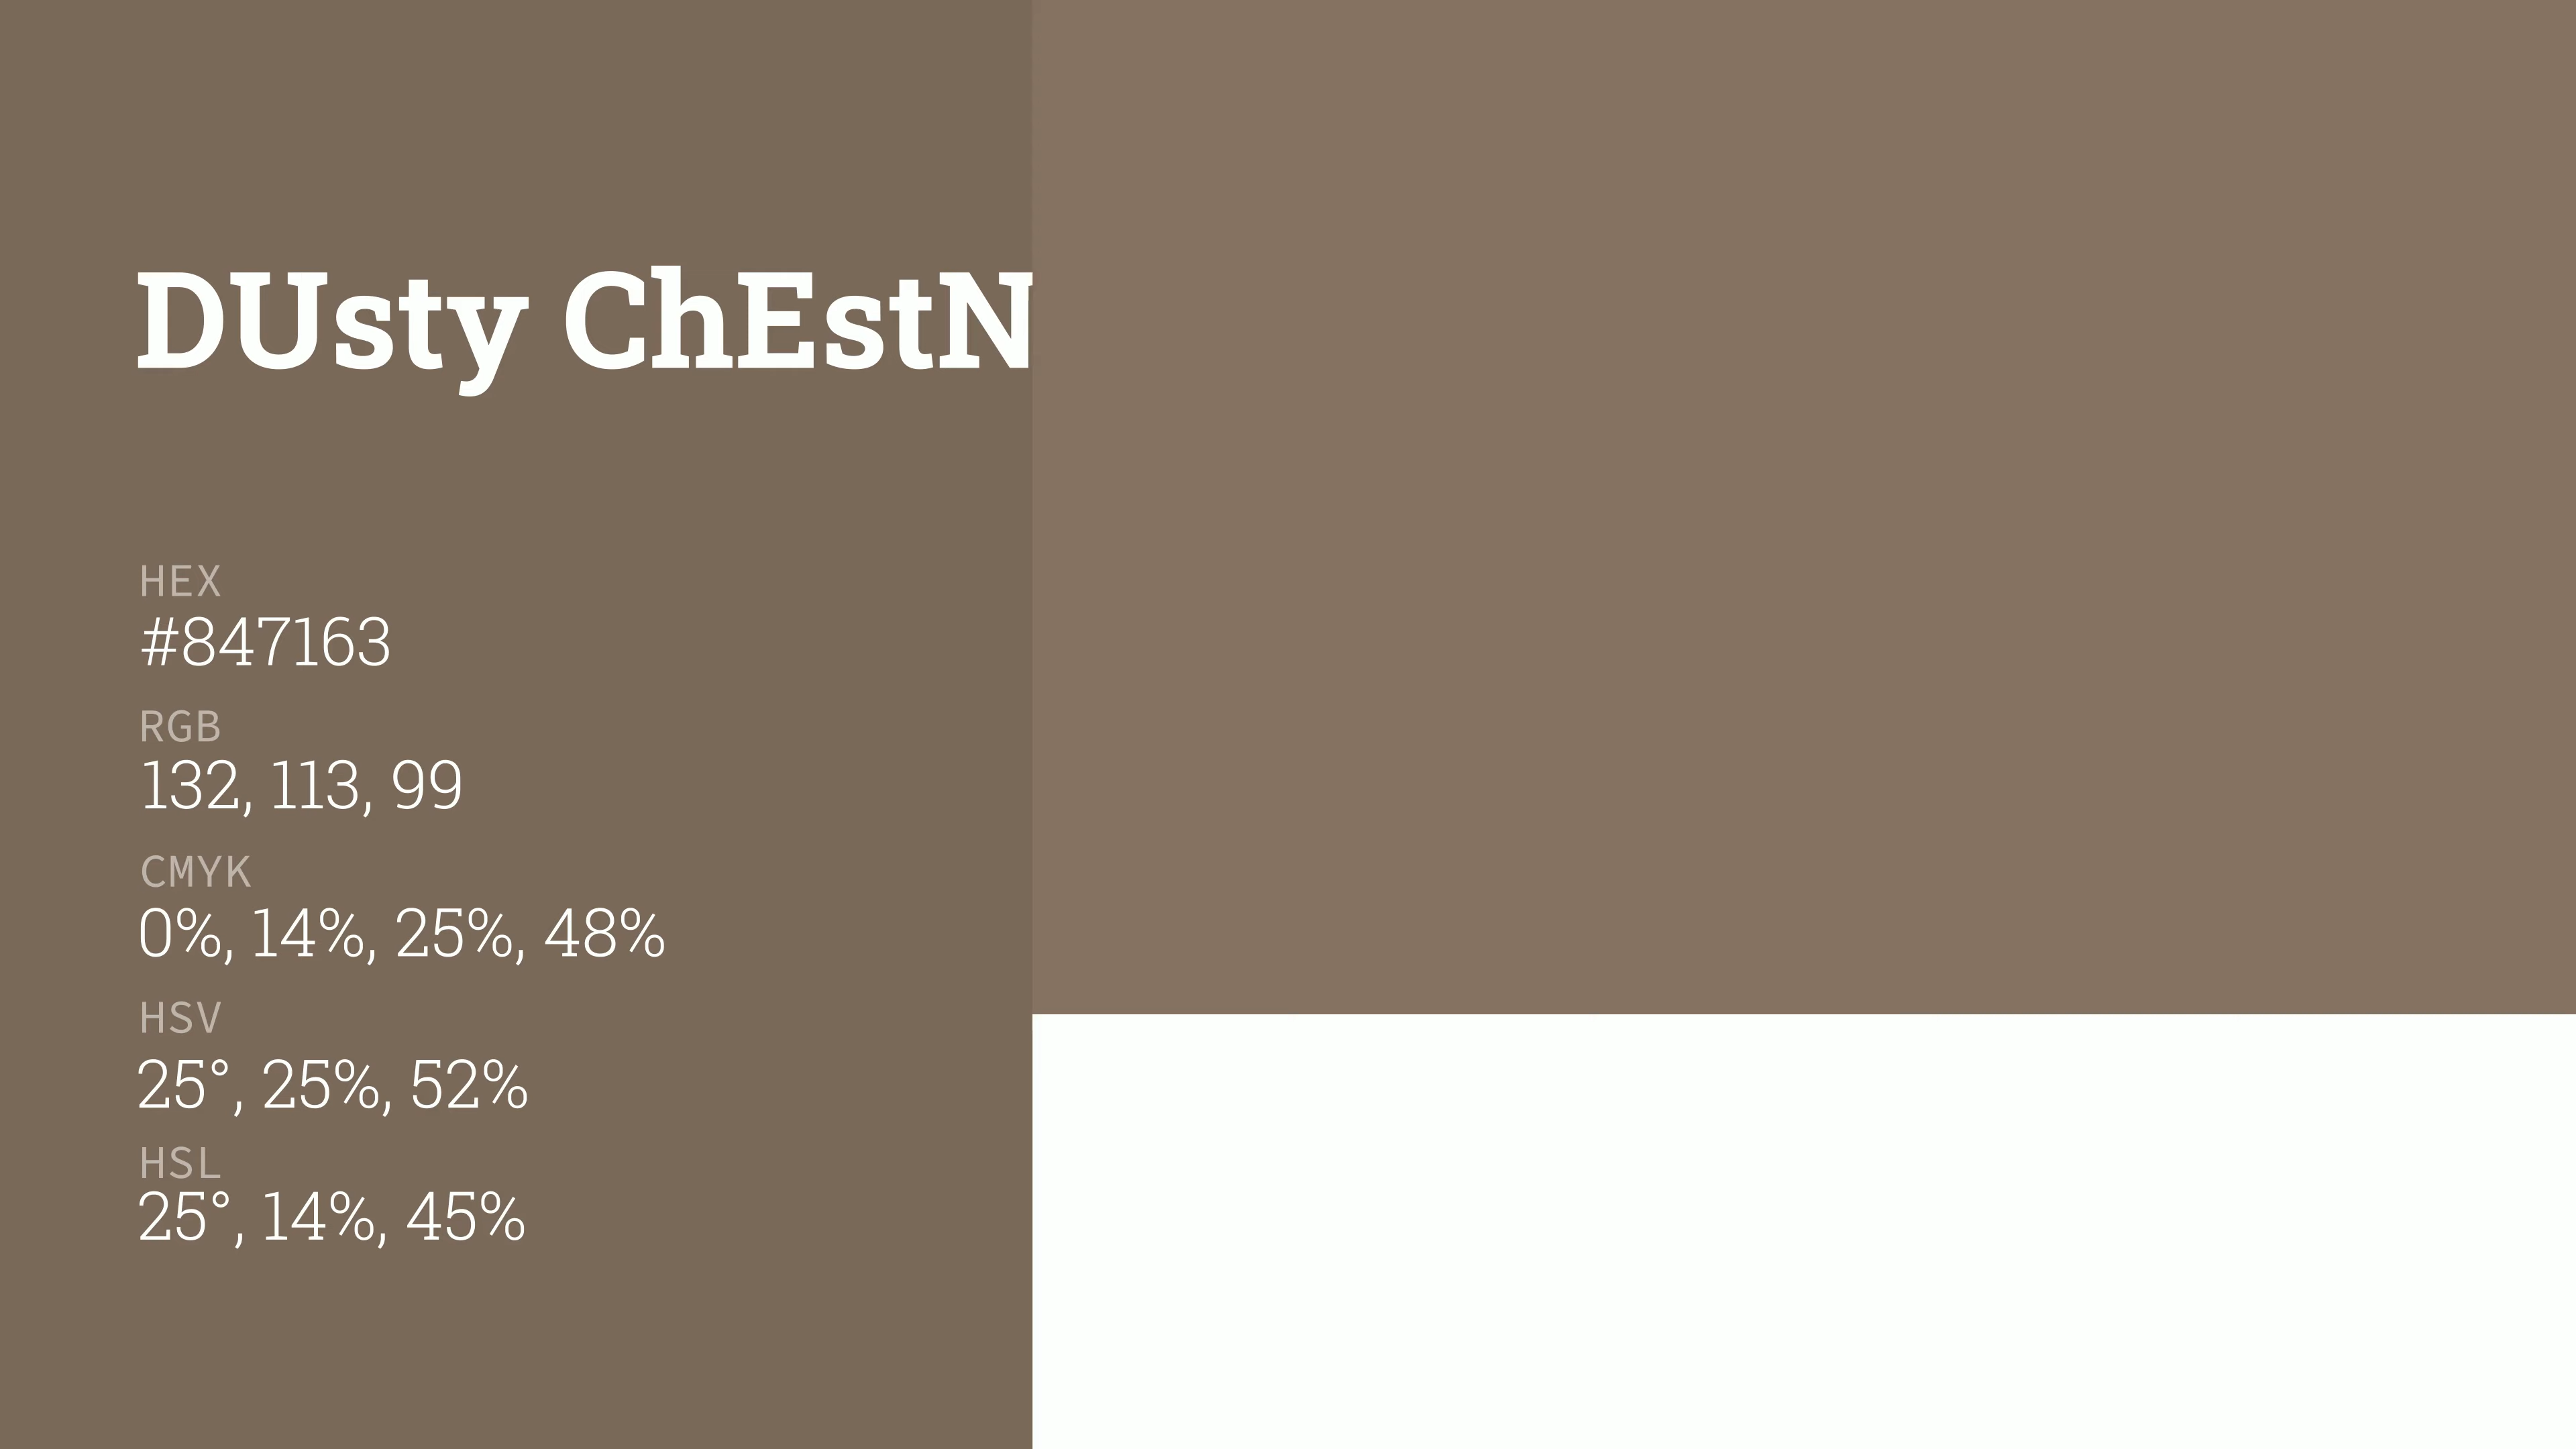 DUsty ChEstN
HEX
#847163
RGB
132, 113, 99
CMYK
0%, 14%, 25%, 48%
HSV
25°, 25%, 52%
HSL
25°, 14%, 45%